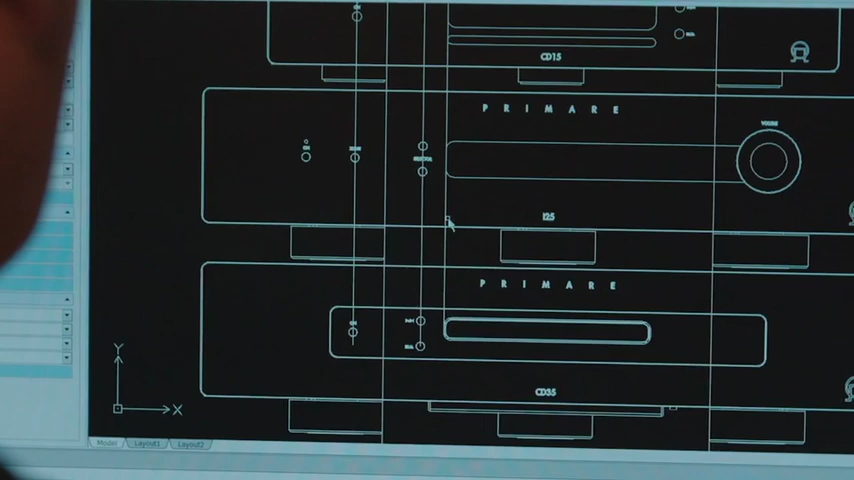 CD15
PRIMARE
VOLUME
I25
PRIMARE
CD35
Y
X
Model
Layout1
Layout2